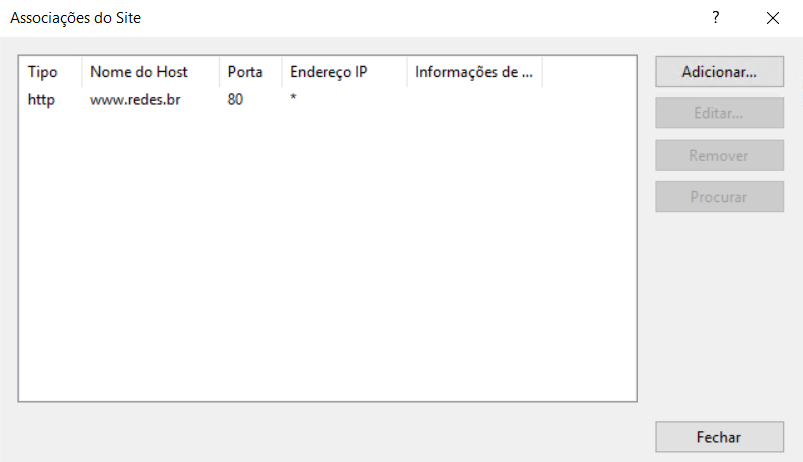 Associações do Site ?
Tipo Nome do Host Porta Endereço IP Informações de ...
http www.redes.br 80 *
Adicionar...
Editar...
Remover
Procurar
Fechar